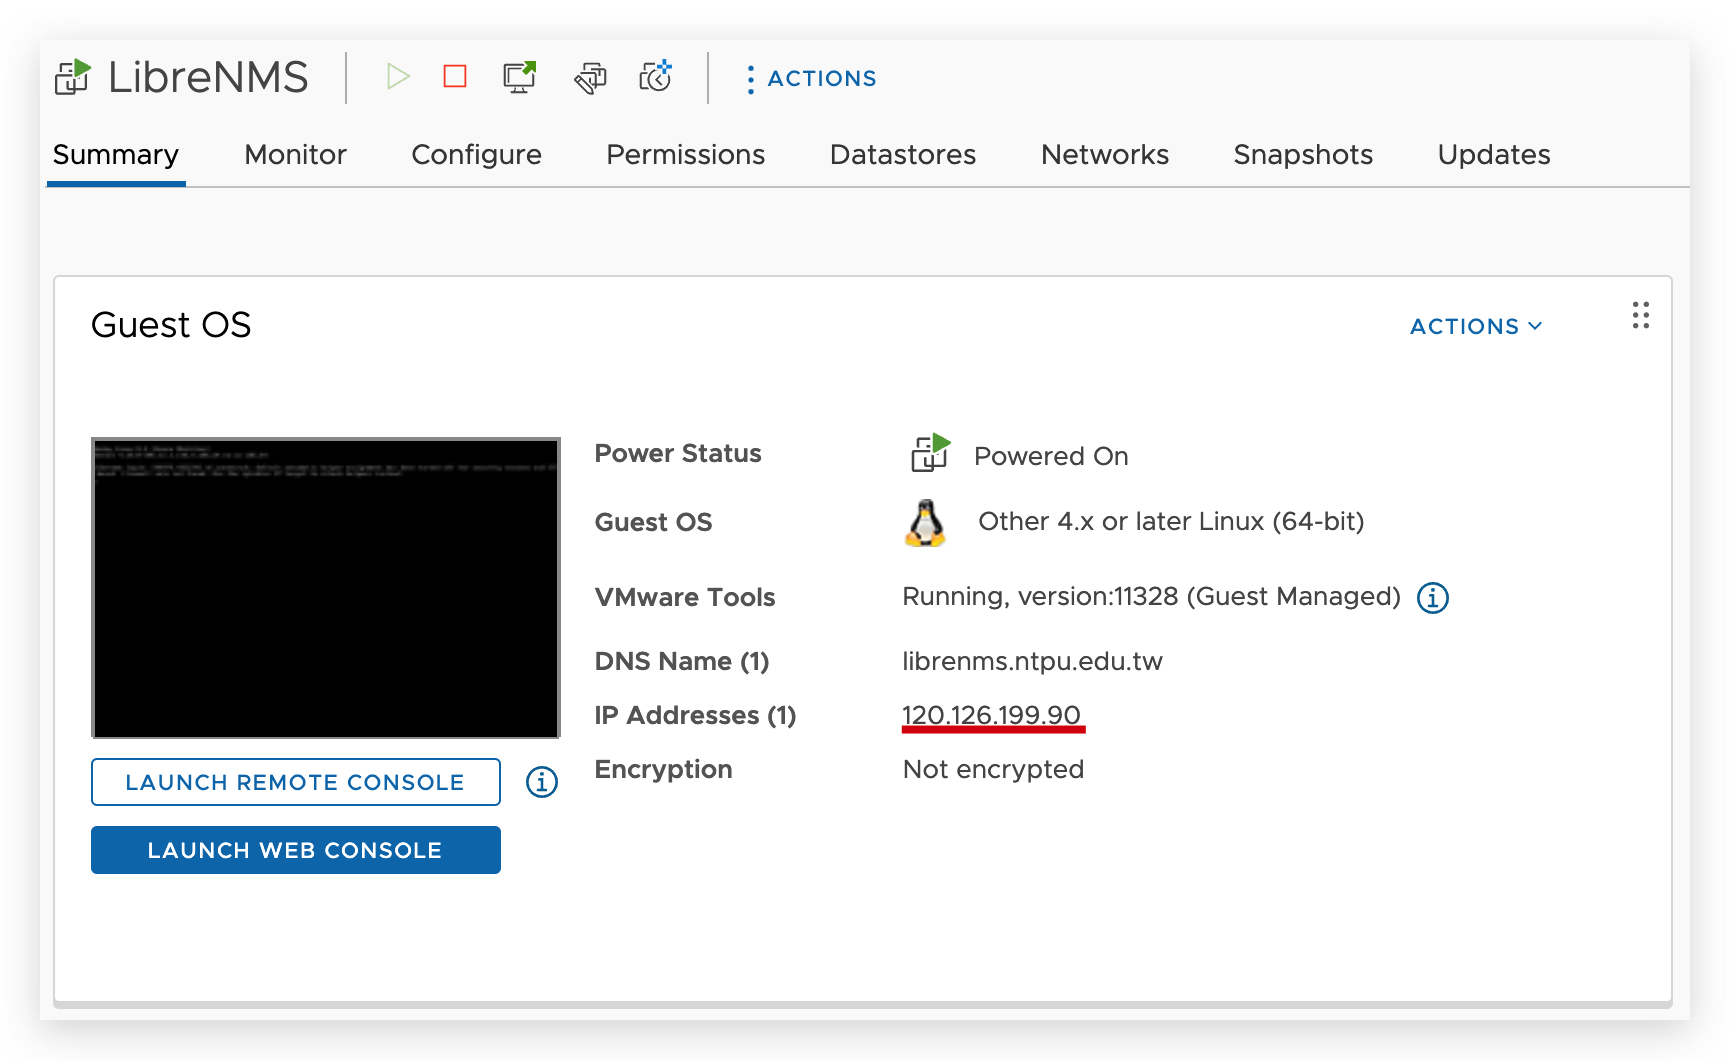 LibreNMS
ACTIONS
Summary Monitor Configure Permissions Datastores Networks Snapshots Updates
Guest OS
ACTIONS
Power Status Powered On
Guest OS Other 4.x or later Linux (64-bit)
VMware Tools Running, version:11328 (Guest Managed)
DNS Name (1) librenms.ntpu.edu.tw
IP Addresses (1) 120.126.199.90
Encryption Not encrypted
LAUNCH REMOTE CONSOLE
LAUNCH WEB CONSOLE